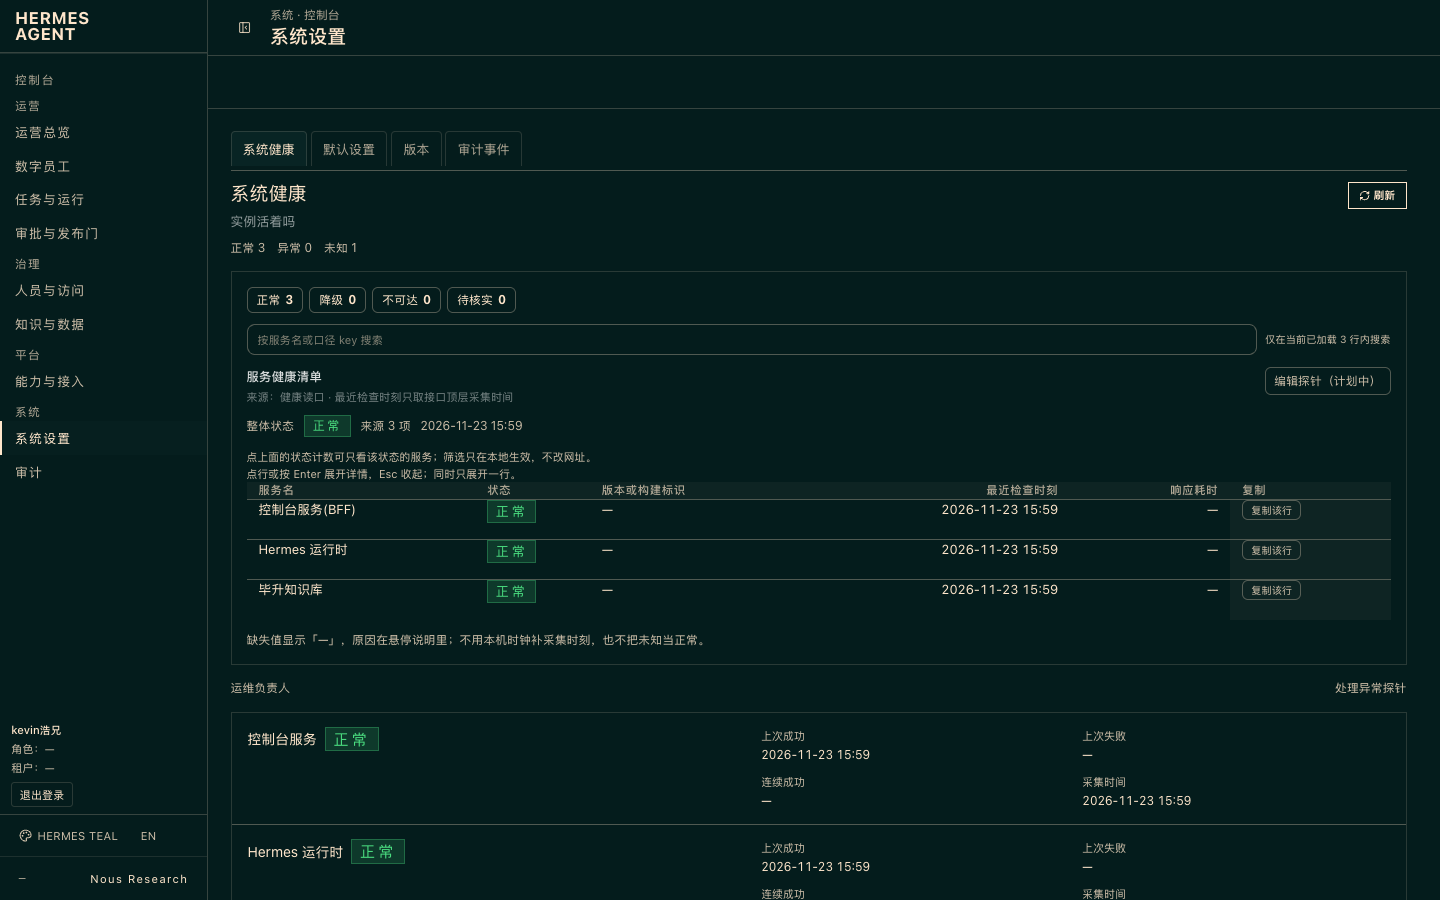 HERMES
AGENT
控制台
运营
运营总览
数字员工
任务与运行
审批与发布门
治理
人员与访问
知识与数据
平台
能力与接入
系统
系统设置
审计
kevin浩兄
角色：—
租户：—
退出登录
HERMES TEAL EN
— Nous Research
系统 · 控制台
系统设置
系统健康 默认设置 版本 审计事件
系统健康
刷新
实例活着吗
正常 3 异常 0 未知 1
正常 3 降级 0 不可达 0 待核实 0
按服务名或口径 key 搜索
仅在当前已加载 3 行内搜索
服务健康清单
编辑探针（计划中）
来源：健康读口 · 最近检查时刻只取接口顶层采集时间
整体状态 正常 来源 3 项 2026-11-23 15:59
点上面的状态计数可只看该状态的服务；筛选只在本地生效，不改网址。
点行或按 Enter 展开详情，Esc 收起；同时只展开一行。
服务名 状态 版本或构建标识 最近检查时刻 响应耗时 复制
控制台服务(BFF) 正常 — 2026-11-23 15:59 — 复制该行
Hermes 运行时 正常 — 2026-11-23 15:59 — 复制该行
毕升知识库 正常 — 2026-11-23 15:59 — 复制该行
缺失值显示「—」，原因在悬停说明里；不用本机时钟补采集时刻，也不把未知当正常。
运维负责人 处理异常探针
控制台服务 正常
上次成功 上次失败
2026-11-23 15:59 —
连续成功 采集时间
— 2026-11-23 15:59
Hermes 运行时 正常
上次成功 上次失败
2026-11-23 15:59 —
连续成功 采集时间